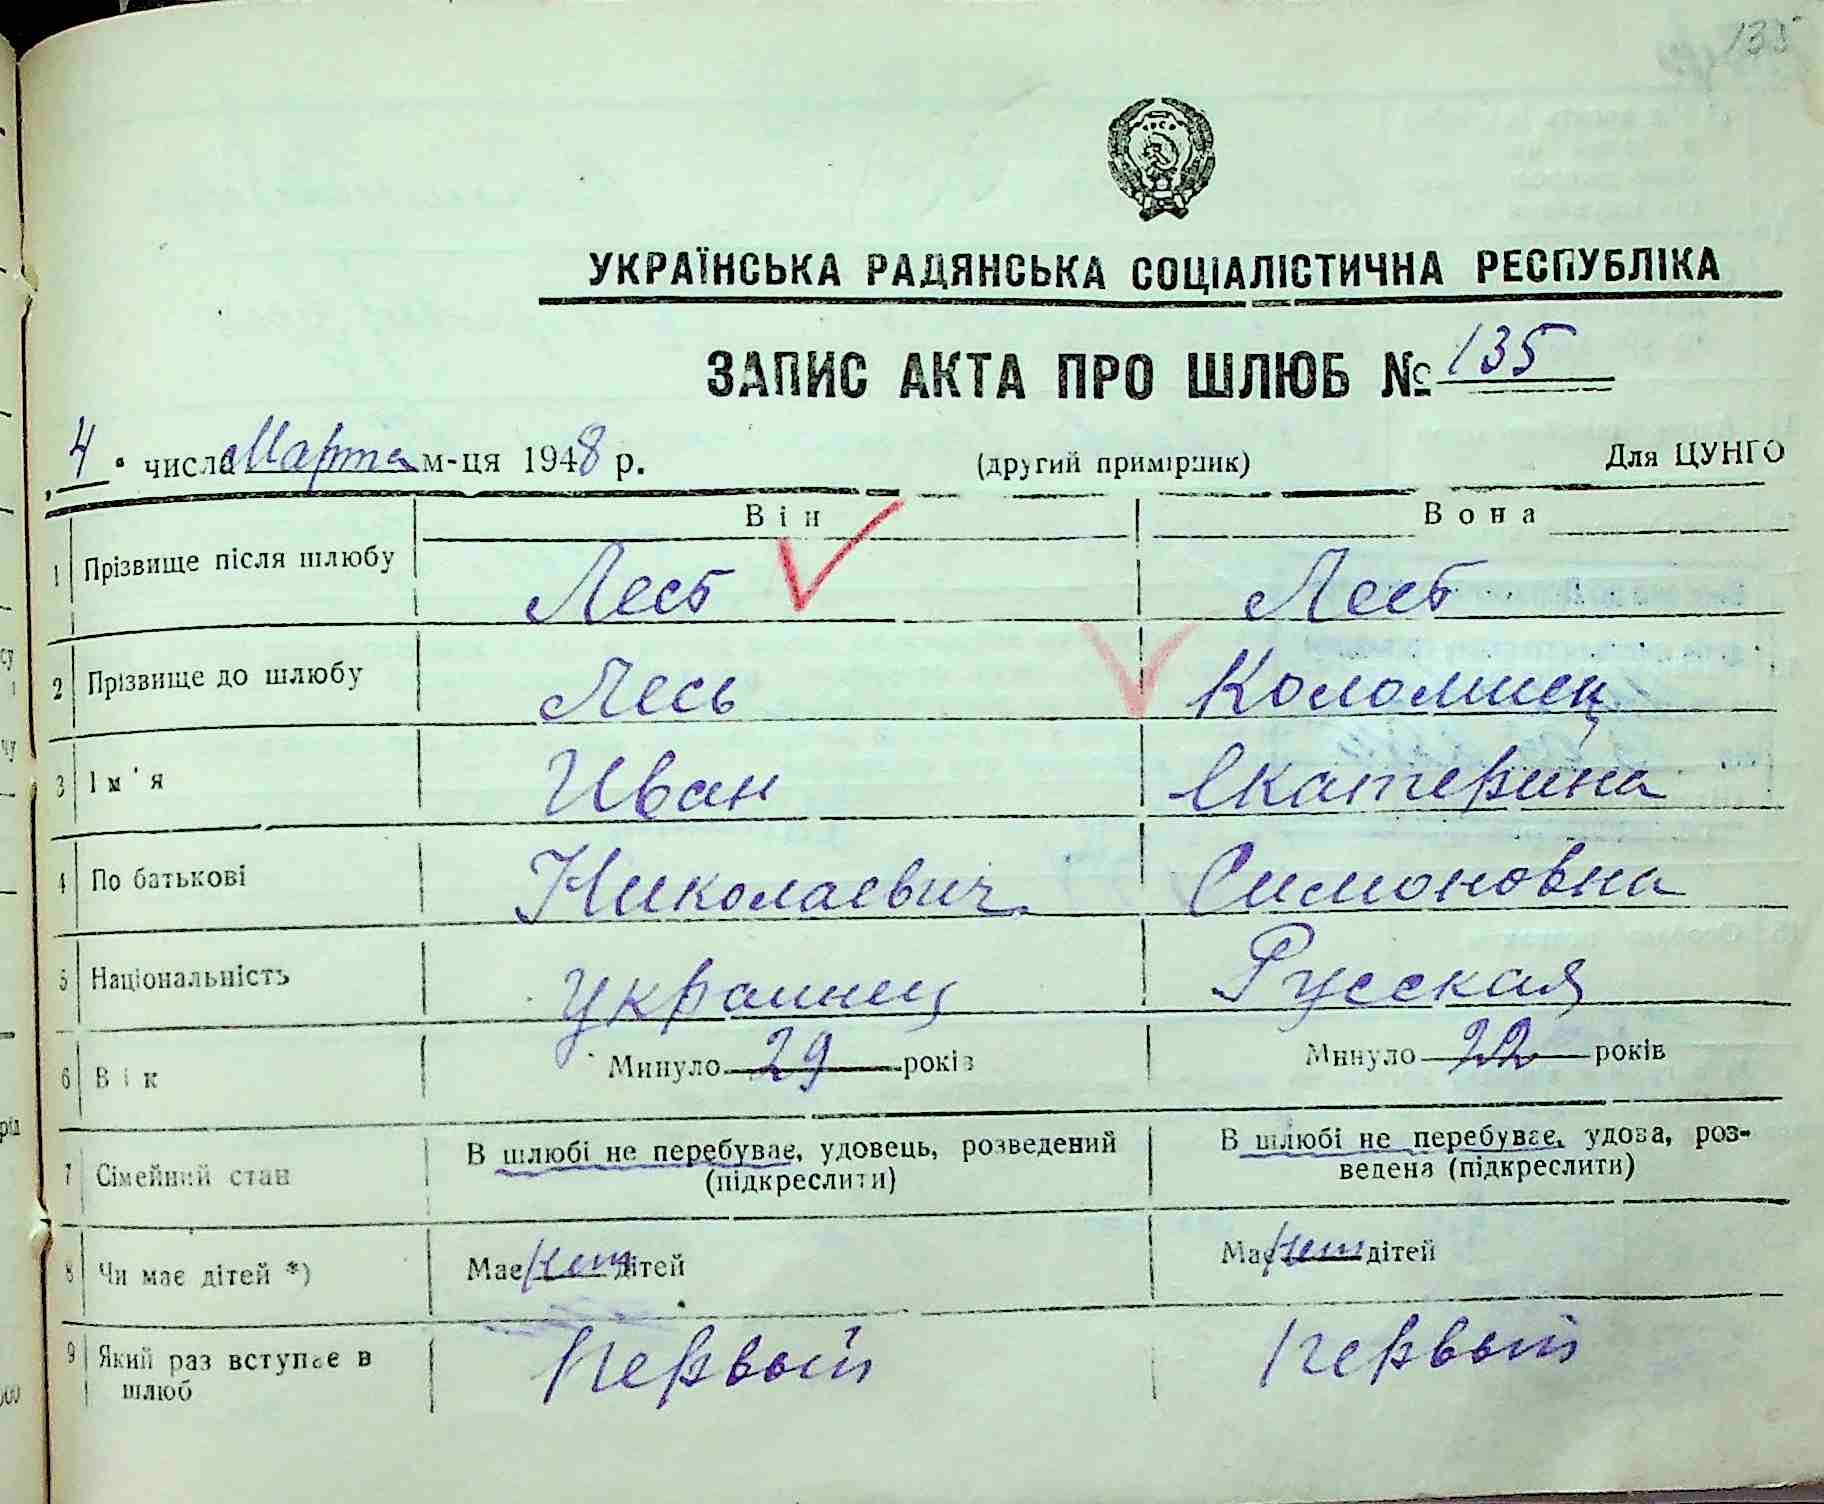 135
УКРАЇНСЬКА РАДЯНСЬКА СОЦІАЛІСТИЧНА РЕСПУБЛІКА
ЗАПИС АКТА ПРО ШЛЮБ № 135
4 числа Марта м-ця 1948 р. (другий примірник) Для ЦУНГО
Він Вона
1 Прізвище після шлюбу Лесь Лесь
2 Прізвище до шлюбу Лесь Коломиец
3 Ім'я Иван Екатерина
4 По батькові Николаевич Симоновна
5 Національність Украинец Русская
6 Вік Минуло 29 років Минуло 22 років
7 Сімейний стан В шлюбі не перебуває, удовець, розведений (підкреслити) В шлюбі не перебуває, удова, роз-
ведена (підкреслити)
8 Чи має дітей *) Має нет дітей Має нет дітей
9 Який раз вступає в шлюб Первый Первый